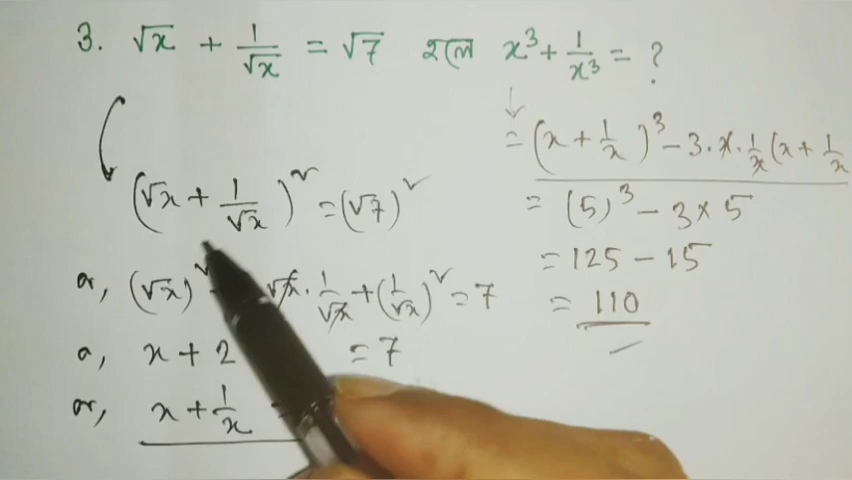 3. √x + 1/√x = √7 হলে x³ + 1/x³ = ?
(√x + 1/√x)² = (√7)²
or, (√x)² √x · 1/√x + (1/√x)² = 7
or, x + 2 = 7
or, x + 1/x =
= (x + 1/x)³ − 3·x·1/x(x + 1/x
= (5)³ − 3 × 5
= 125 − 15
= 110